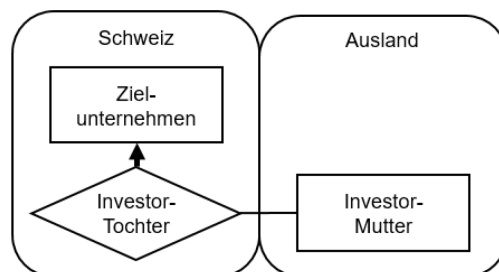 Schweiz
Ausland
Ziel-
unternehmen
Investor-
Tochter
Investor-
Mutter